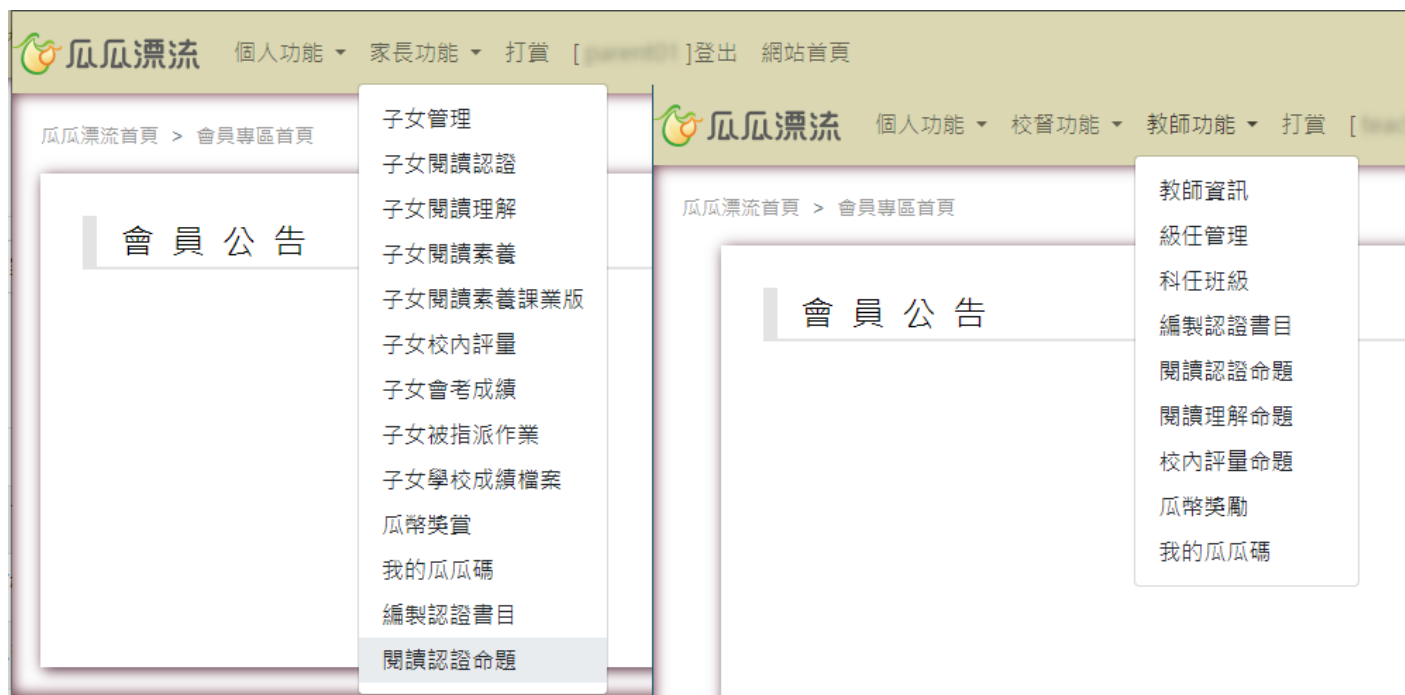 瓜瓜漂流 個人功能 家長功能 打賞 [ ]登出 網站首頁
瓜瓜漂流首頁 > 會員專區首頁
會員公告
子女管理
子女閱讀認證
子女閱讀理解
子女閱讀素養
子女閱讀素養課業版
子女校內評量
子女會考成績
子女被指派作業
子女學校成績檔案
瓜幣獎賞
我的瓜瓜碼
編製認證書目
閱讀認證命題
瓜瓜漂流 個人功能 校督功能 教師功能 打賞 [
瓜瓜漂流首頁 > 會員專區首頁
會員公告
教師資訊
級任管理
科任班級
編製認證書目
閱讀認證命題
閱讀理解命題
校內評量命題
瓜幣獎勵
我的瓜瓜碼